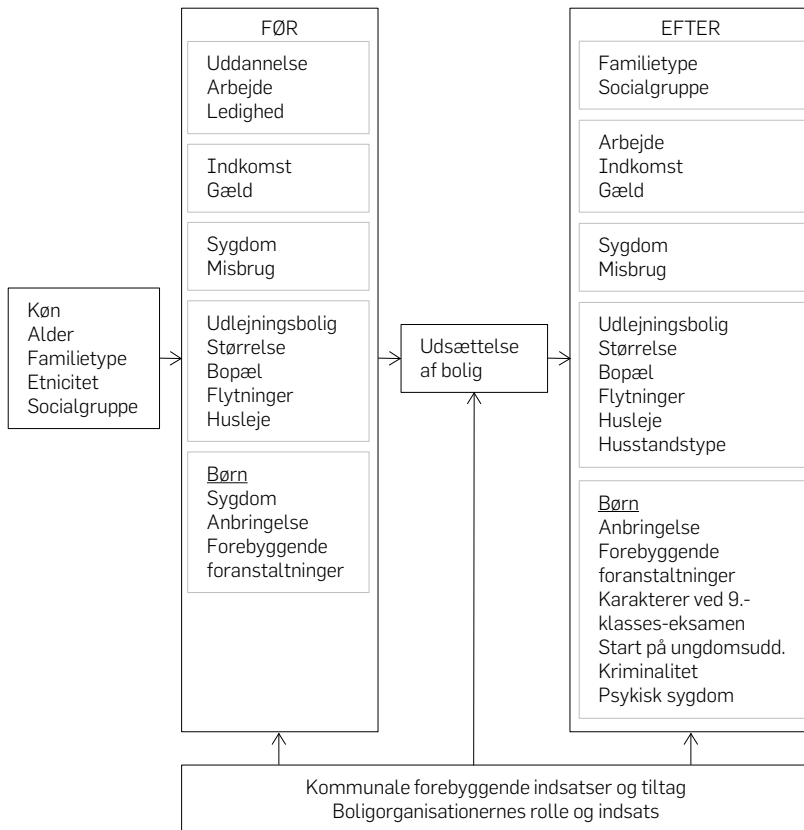 Køn
Alder
Familietype
Etnicitet
Socialgruppe
FØR
Uddannelse
Arbejde
Ledighed
Indkomst
Gæld
Sygdom
Misbrug
Udlejningsbolig
Størrelse
Bopæl
Flytninger
Husleje
Børn
Sygdom
Anbringelse
Forebyggende
foranstaltninger
Udsættelse
af bolig
EFTER
Familietype
Socialgruppe
Arbejde
Indkomst
Gæld
Sygdom
Misbrug
Udlejningsbolig
Størrelse
Bopæl
Flytninger
Husleje
Husstandstype
Børn
Anbringelse
Forebyggende
foranstaltninger
Karakterer ved 9.-
klasses-eksamen
Start på ungdomsudd.
Kriminalitet
Psykisk sygdom
Kommunale forebyggende indsatser og tiltag
Boligorganisationernes rolle og indsats